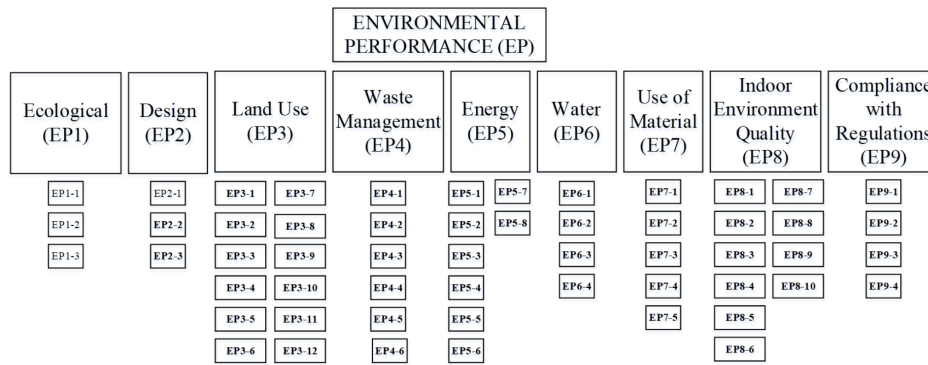 ENVIRONMENTAL
PERFORMANCE (EP)
Ecological
(EP1)
Design
(EP2)
Land Use
(EP3)
Waste
Management
(EP4)
Energy
(EP5)
Water
(EP6)
Use of
Material
(EP7)
Indoor
Environment
Quality
(EP8)
Compliance
with
Regulations
(EP9)
EP1-1
EP1-2
EP1-3
EP2-1
EP2-2
EP2-3
EP3-1
EP3-2
EP3-3
EP3-4
EP3-5
EP3-6
EP3-7
EP3-8
EP3-9
EP3-10
EP3-11
EP3-12
EP4-1
EP4-2
EP4-3
EP4-4
EP4-5
EP4-6
EP5-1
EP5-2
EP5-3
EP5-4
EP5-5
EP5-6
EP5-7
EP5-8
EP6-1
EP6-2
EP6-3
EP6-4
EP7-1
EP7-2
EP7-3
EP7-4
EP7-5
EP8-1
EP8-2
EP8-3
EP8-4
EP8-5
EP8-6
EP8-7
EP8-8
EP8-9
EP8-10
EP9-1
EP9-2
EP9-3
EP9-4